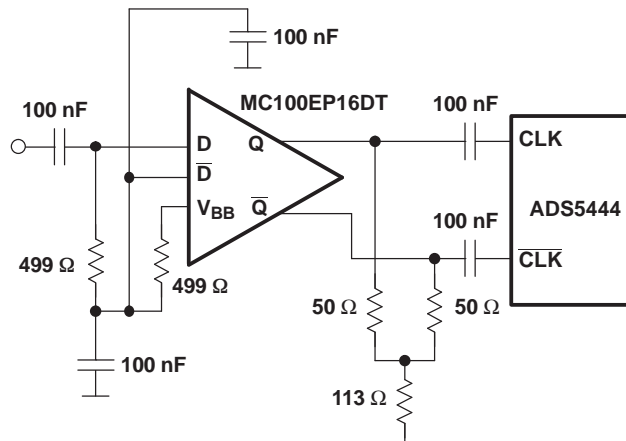 100 nF
MC100EP16DT
100 nF
100 nF
D
Q
CLK
D̅
ADS5444
V_BB
Q̅
100 nF
C̅L̅K̅
499 Ω
499 Ω
50 Ω
50 Ω
100 nF
113 Ω